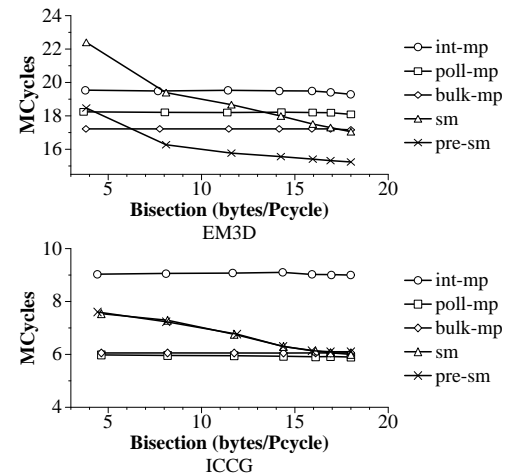 24
22
20
18
16
MCycles
5
10
15
20
Bisection (bytes/Pcycle)
EM3D
int-mp
poll-mp
bulk-mp
sm
pre-sm
10
8
6
4
MCycles
5
10
15
20
Bisection (bytes/Pcycle)
ICCG
int-mp
poll-mp
bulk-mp
sm
pre-sm